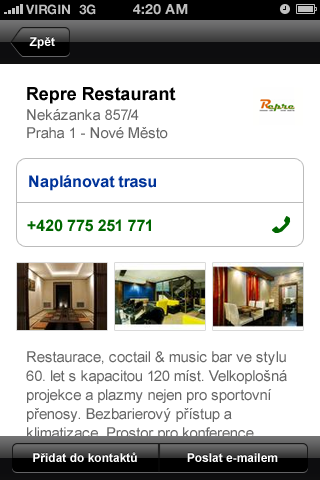 VIRGIN 3G 4:20 AM
Zpět
Repre Restaurant
Repre
Nekázanka 857/4
Praha 1 - Nové Město
Naplánovat trasu
+420 775 251 771
Restaurace, coctail & music bar ve stylu
60. let s kapacitou 120 míst. Velkoplošná
projekce a plazmy nejen pro sportovní
přenosy. Bezbarierový přístup a
klimatizace. Prostor pro konference
Přidat do kontaktů
Poslat e-mailem